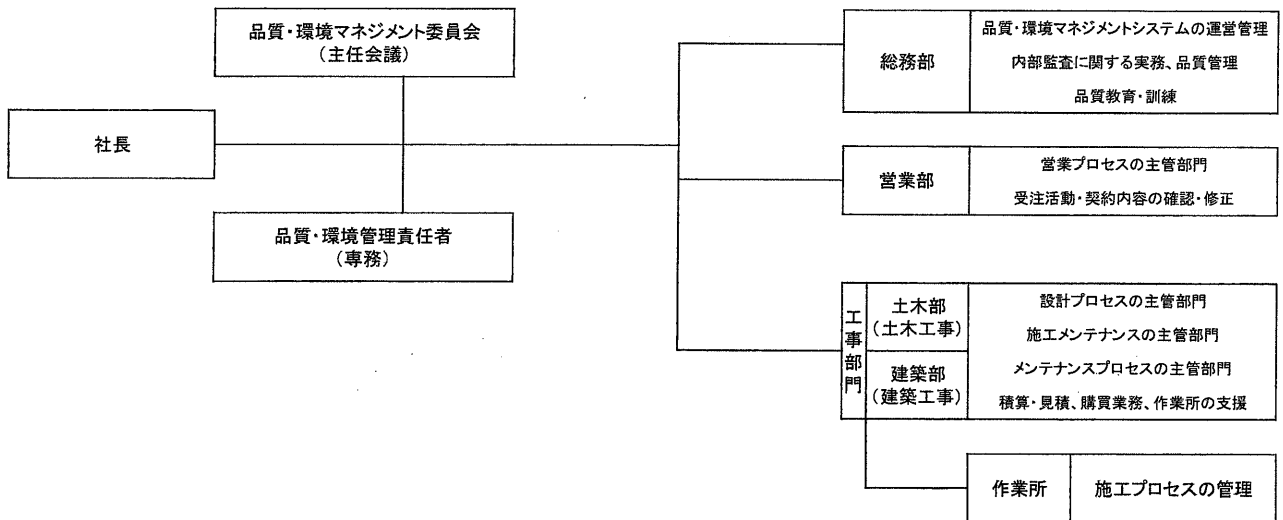 品質・環境マネジメント委員会
(主任会議)
社長
品質・環境管理責任者
(専務)
総務部
品質・環境マネジメントシステムの運営管理
内部監査に関する実務、品質管理
品質教育・訓練
営業部
営業プロセスの主管部門
受注活動・契約内容の確認・修正
工事部門
土木部
(土木工事)
建築部
(建築工事)
設計プロセスの主管部門
施工メンテナンスの主管部門
メンテナンスプロセスの主管部門
積算・見積、購買業務、作業所の支援
作業所
施工プロセスの管理